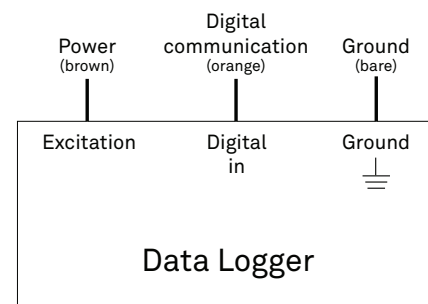 Digital
Power communication Ground
(brown) (orange) (bare)
Excitation Digital Ground
in
Data Logger